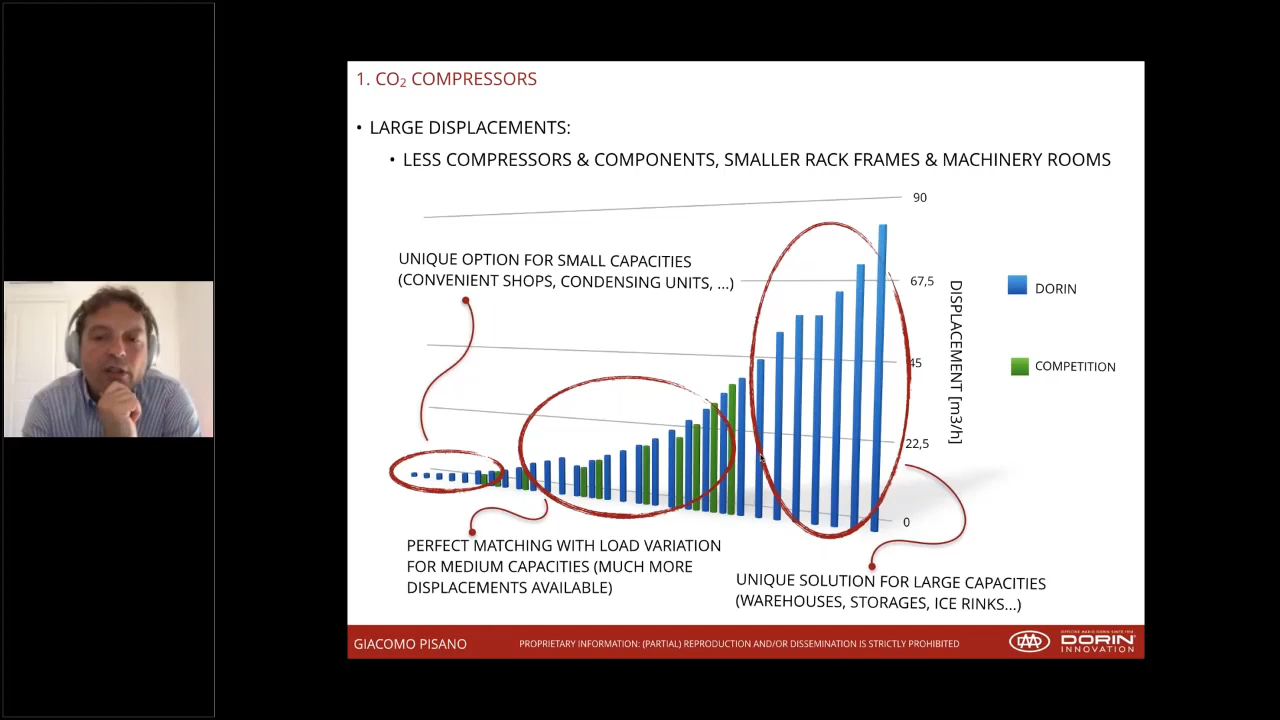 1. CO₂ COMPRESSORS
• LARGE DISPLACEMENTS:
• LESS COMPRESSORS & COMPONENTS, SMALLER RACK FRAMES & MACHINERY ROOMS
90
UNIQUE OPTION FOR SMALL CAPACITIES
(CONVENIENT SHOPS, CONDENSING UNITS, ...)
67,5
DORIN
DISPLACEMENT [m3/h]
45
COMPETITION
22,5
0
PERFECT MATCHING WITH LOAD VARIATION
FOR MEDIUM CAPACITIES (MUCH MORE
DISPLACEMENTS AVAILABLE)
UNIQUE SOLUTION FOR LARGE CAPACITIES
(WAREHOUSES, STORAGES, ICE RINKS...)
GIACOMO PISANO
PROPRIETARY INFORMATION: (PARTIAL) REPRODUCTION AND/OR DISSEMINATION IS STRICTLY PROHIBITED
DORIN
INNOVATION